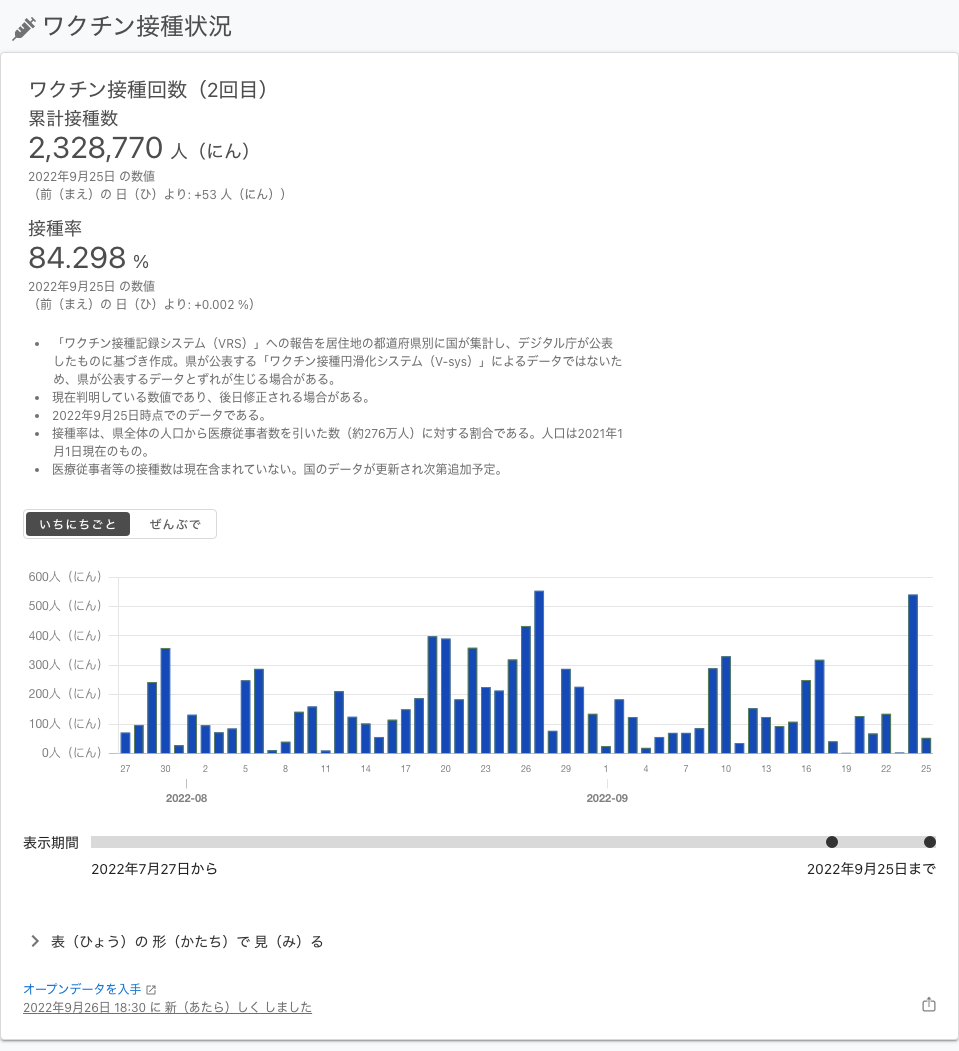 ワクチン接種状況
ワクチン接種回数（2回目）
累計接種数
2,328,770 人（にん）
2022年9月25日 の数値
（前（まえ）の 日（ひ）より: +53 人（にん））
接種率
84.298 %
2022年9月25日 の数値
（前（まえ）の 日（ひ）より: +0.002 %）
• 「ワクチン接種記録システム（VRS）」への報告を居住地の都道府県別に国が集計し、デジタル庁が公表
したものに基づき作成。県が公表する「ワクチン接種円滑化システム（V-sys）」によるデータではないた
め、県が公表するデータとずれが生じる場合がある。
• 現在判明している数値であり、後日修正される場合がある。
• 2022年9月25日時点でのデータである。
• 接種率は、県全体の人口から医療従事者数を引いた数（約276万人）に対する割合である。人口は2021年1
月1日現在のもの。
• 医療従事者等の接種数は現在含まれていない。国のデータが更新され次第追加予定。
いちにちごと ぜんぶで
600人（にん）
500人（にん）
400人（にん）
300人（にん）
200人（にん）
100人（にん）
0人（にん）
27 30 2 5 8 11 14 17 20 23 26 29 1 4 7 10 13 16 19 22 25
2022-08 2022-09
表示期間
2022年7月27日から 2022年9月25日まで
表（ひょう）の 形（かたち）で 見（み）る
オープンデータを入手
2022年9月26日 18:30 に 新（あたら）しく しました